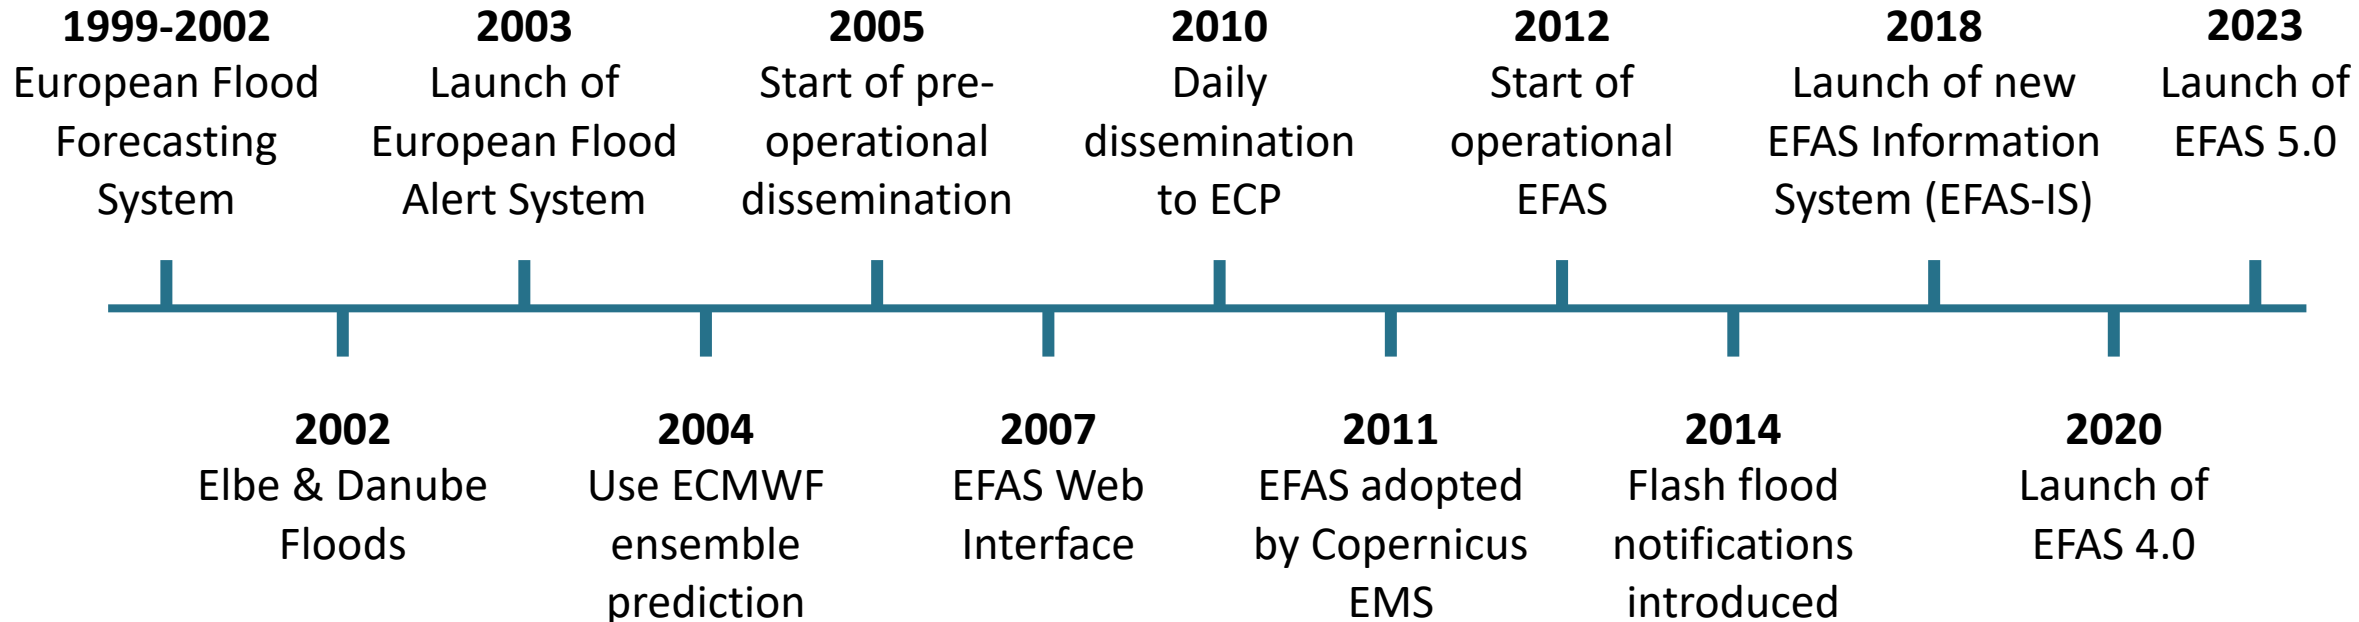 1999-2002
European Flood
Forecasting
System
2003
Launch of
European Flood
Alert System
2005
Start of pre-
operational
dissemination
2010
Daily
dissemination
to ECP
2012
Start of
operational
EFAS
2018
Launch of new
EFAS Information
System (EFAS-IS)
2023
Launch of
EFAS 5.0
2002
Elbe & Danube
Floods
2004
Use ECMWF
ensemble
prediction
2007
EFAS Web
Interface
2011
EFAS adopted
by Copernicus
EMS
2014
Flash flood
notifications
introduced
2020
Launch of
EFAS 4.0